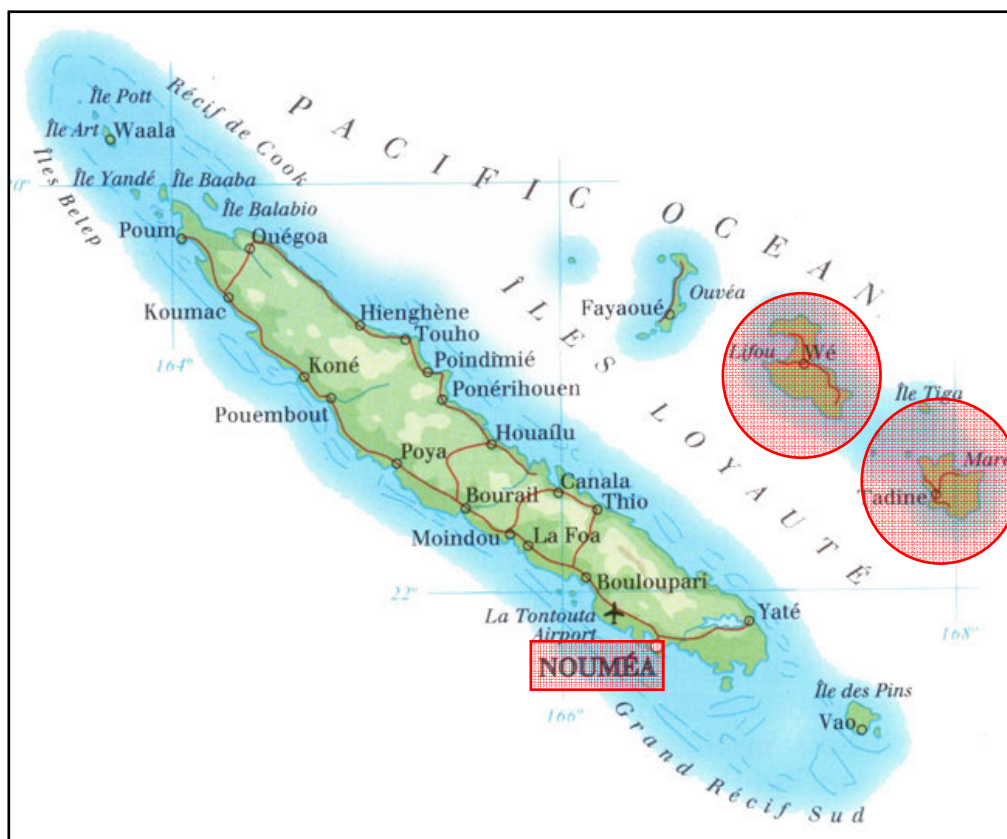 Île Pott
Récif de Cook
PACIFIC OCEAN
Île Art
Waala
Îles Belep
Île Yandé
Île Baaba
Île Balabio
Poum
Ouégoa
ÎLES LOYAUTÉ
Ouvéa
Fayaoué
Koumac
Hienghène
Touho
Lifou
Wé
164°
Koné
Poindimié
Île Tiga
Pouembout
Ponérihouen
Houaîlu
Poya
Maré
Canala
Tadine
Bourail
Thio
Moindou
La Foa
Bouloupari
22°
La Tontouta
Airport
Yaté
168°
NOUMÉA
166°
Île des Pins
Vao
Grand Récif Sud